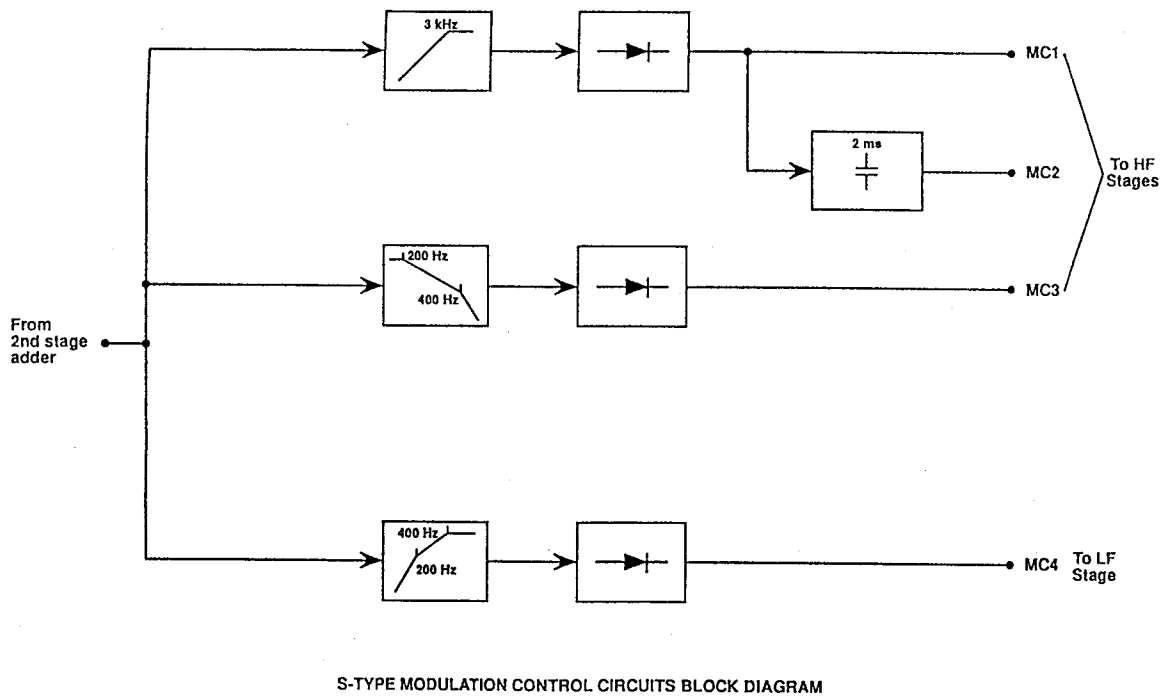 3 kHz
MC1
2 ms
MC2
To HF
Stages
200 Hz
400 Hz
MC3
From
2nd stage
adder
400 Hz
200 Hz
MC4
To LF
Stage
S-TYPE MODULATION CONTROL CIRCUITS BLOCK DIAGRAM